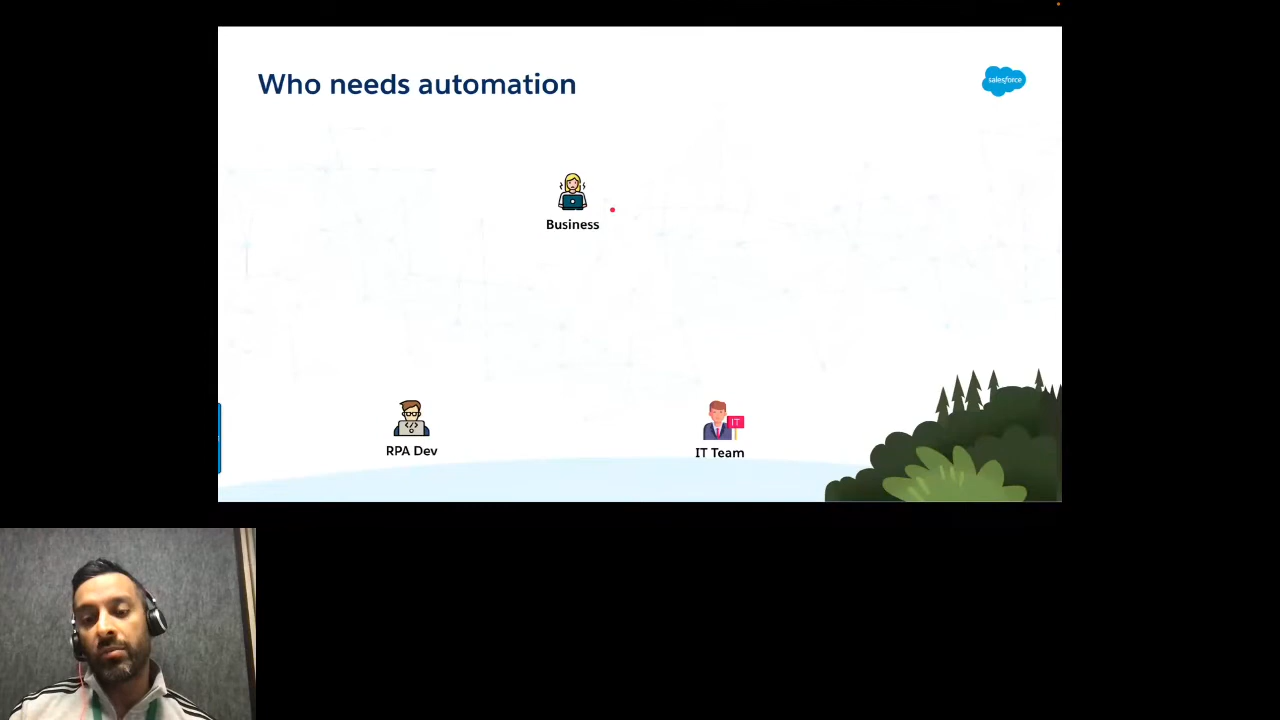 Who needs automation
salesforce
Business
RPA Dev
IT
IT Team